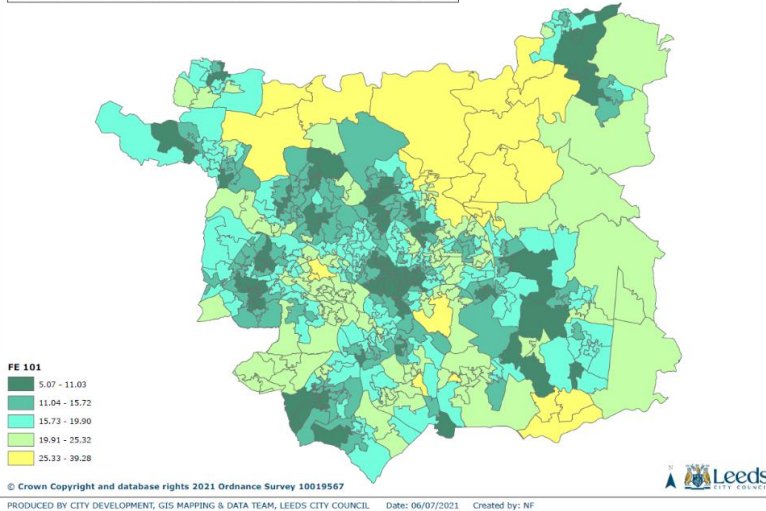 FE 101
5.07 - 11.03
11.04 - 15.72
15.73 - 19.90
19.91 - 25.32
25.33 - 39.28
N
Leeds
CITY COUNCIL
© Crown Copyright and database rights 2021 Ordnance Survey 10019567
PRODUCED BY CITY DEVELOPMENT, GIS MAPPING & DATA TEAM, LEEDS CITY COUNCIL Date: 06/07/2021 Created by: NF